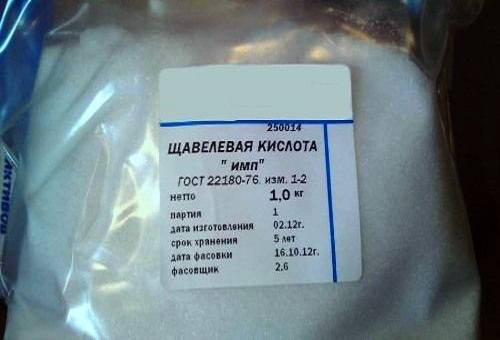 250014
ЩАВЕЛЕВАЯ КИСЛОТА
" имп"
ГОСТ 22180-76. изм. 1-2
нетто 1,0 кг
партия 1
дата изготовления 02.12г.
срок хранения 5 лет
дата фасовки 16.10.12г.
фасовщик 2,6
АКТИВОВ